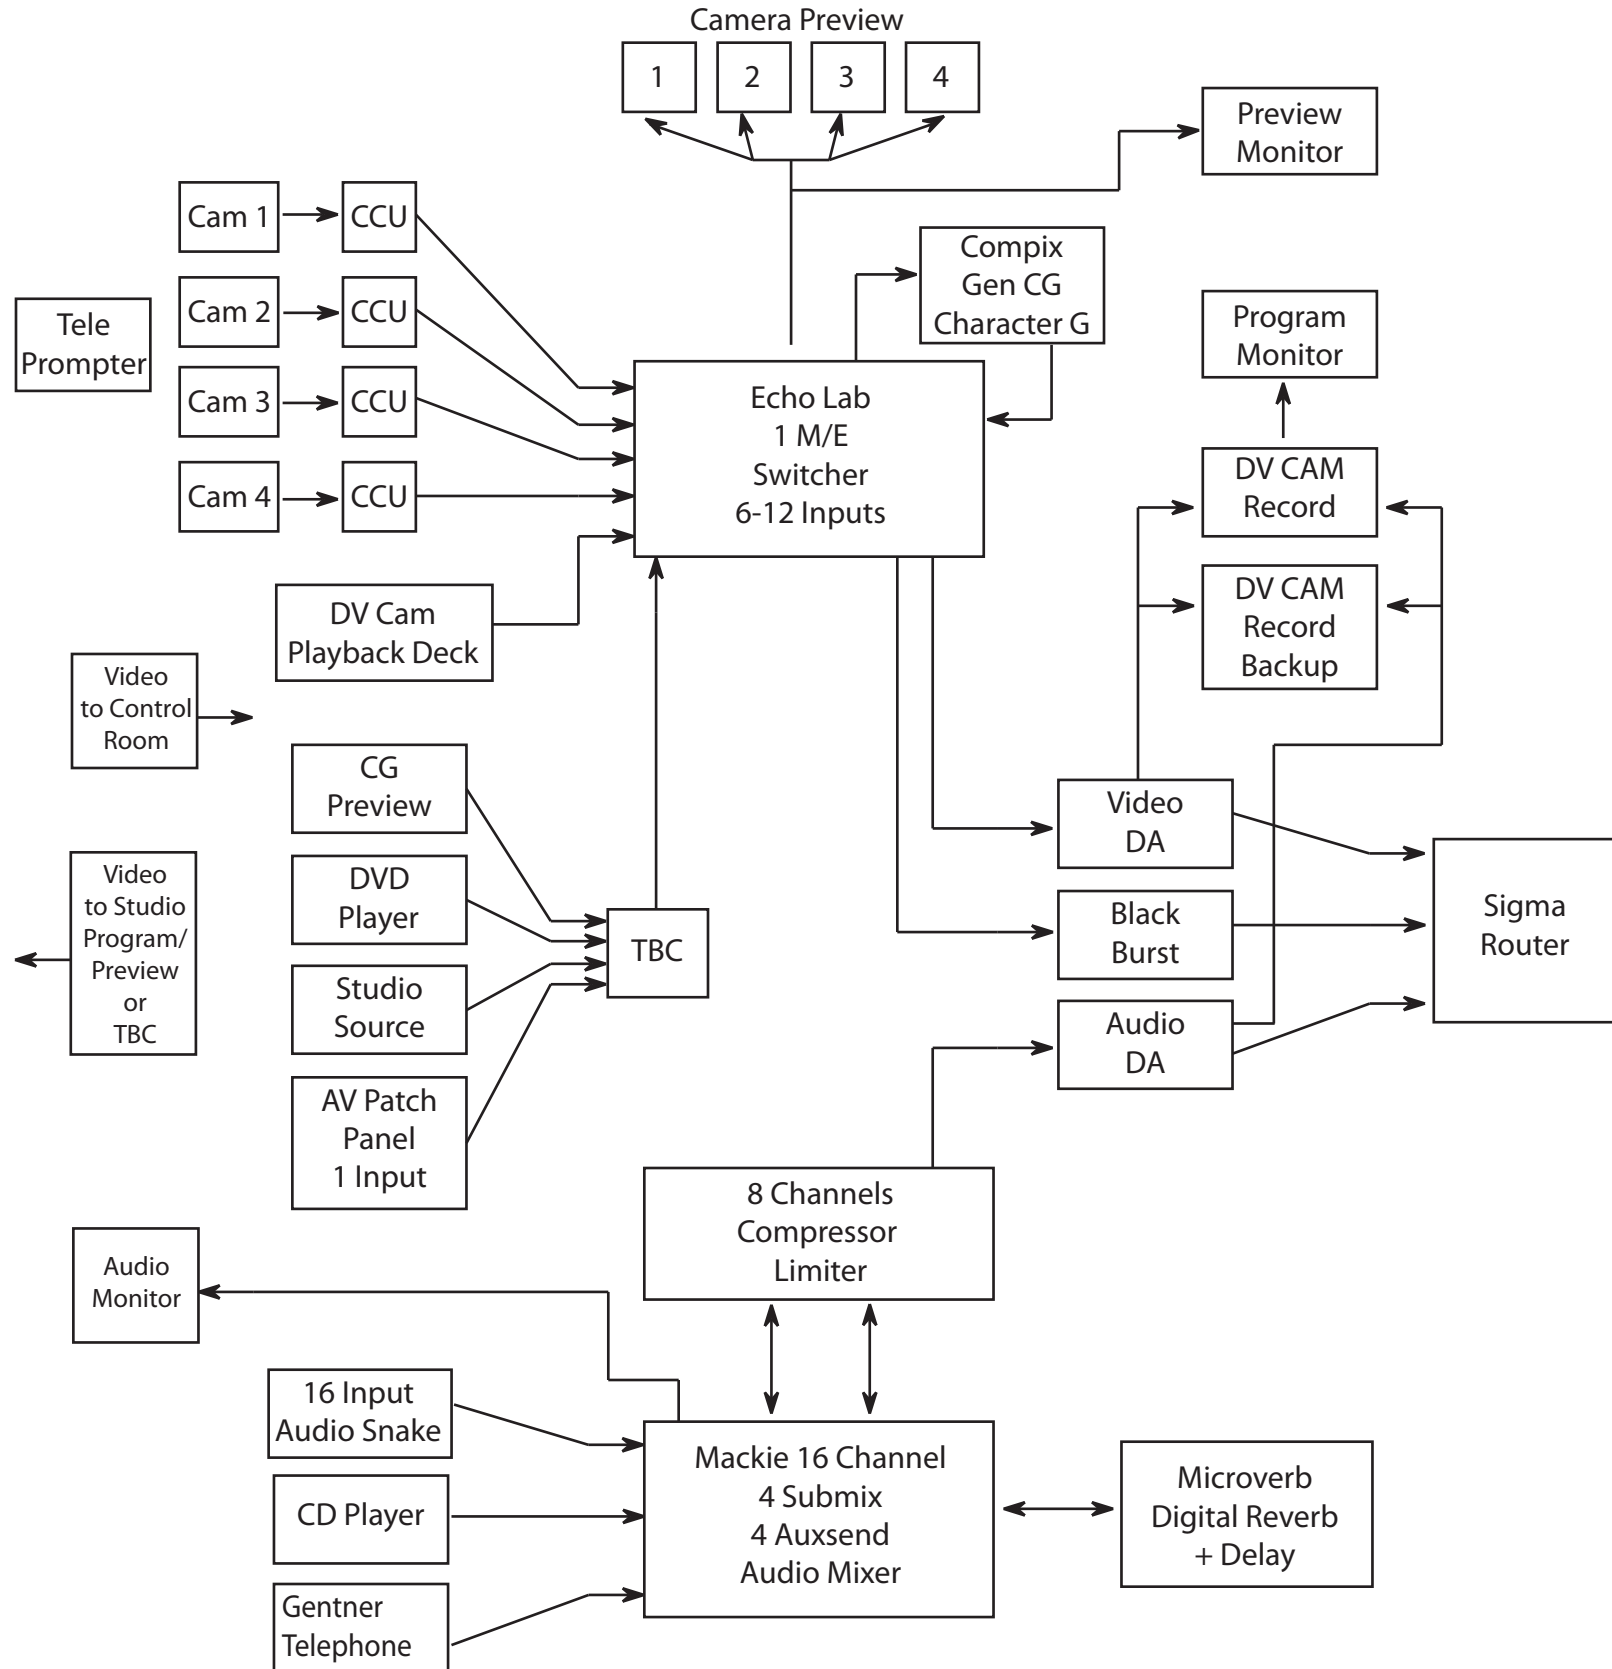 Camera Preview
1
2
3
4
Preview
Monitor
Cam 1
CCU
Compix
Gen CG
Character G
Cam 2
CCU
Tele
Prompter
Program
Monitor
Cam 3
CCU
Echo Lab
1 M/E
Switcher
6-12 Inputs
Cam 4
CCU
DV CAM
Record
DV Cam
Playback Deck
DV CAM
Record
Backup
Video
to Control
Room
CG
Preview
Video
DA
DVD
Player
Video
to Studio
Program/
Preview
or
TBC
TBC
Black
Burst
Sigma
Router
Studio
Source
Audio
DA
AV Patch
Panel
1 Input
8 Channels
Compressor
Limiter
Audio
Monitor
16 Input
Audio Snake
Mackie 16 Channel
4 Submix
4 Auxsend
Audio Mixer
Microverb
Digital Reverb
+ Delay
CD Player
Gentner
Telephone